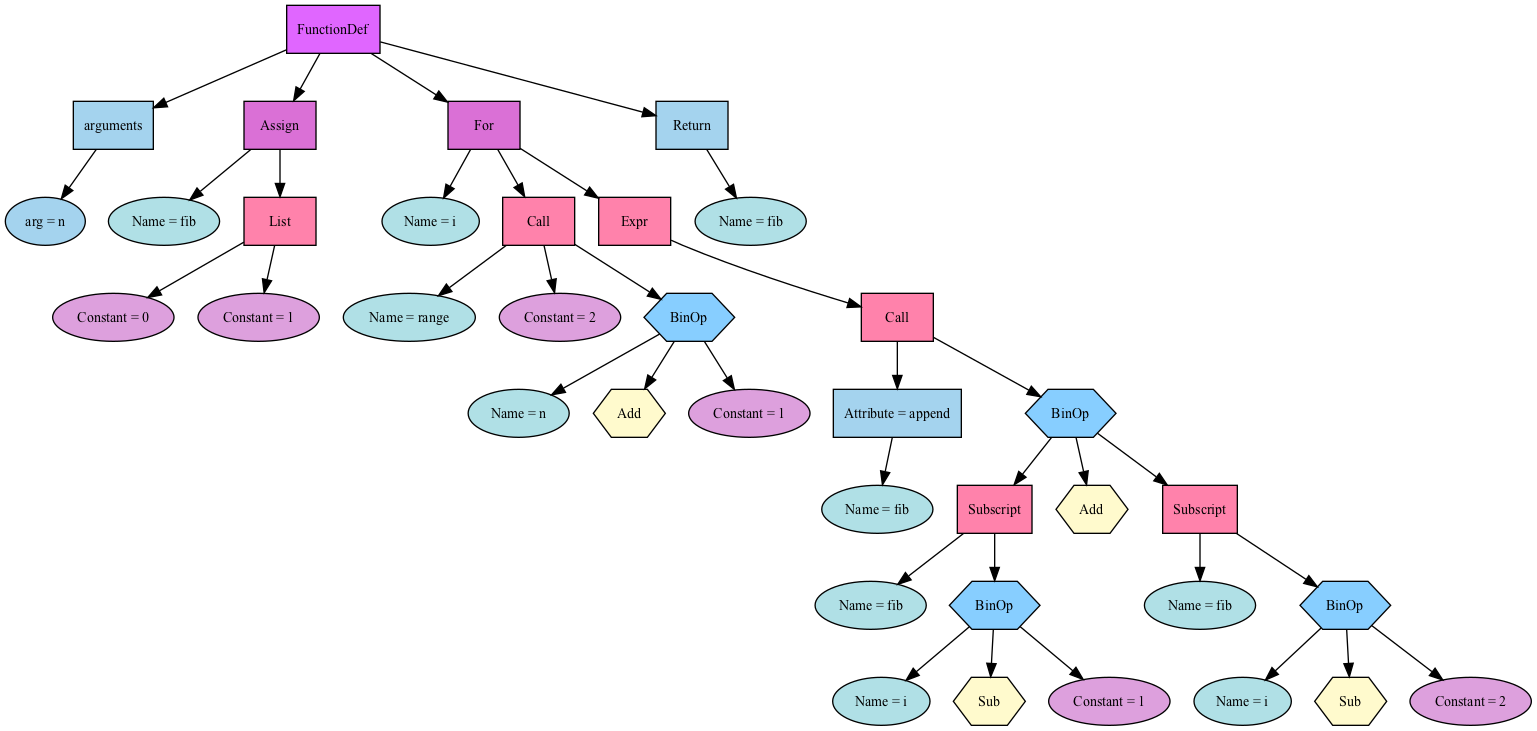 FunctionDef
arguments
Assign
For
Return
arg = n
Name = fib
List
Name = i
Call
Expr
Name = fib
Constant = 0
Constant = 1
Name = range
Constant = 2
BinOp
Call
Name = n
Add
Constant = 1
Attribute = append
BinOp
Name = fib
Subscript
Add
Subscript
Name = fib
BinOp
Name = fib
BinOp
Name = i
Sub
Constant = 1
Name = i
Sub
Constant = 2